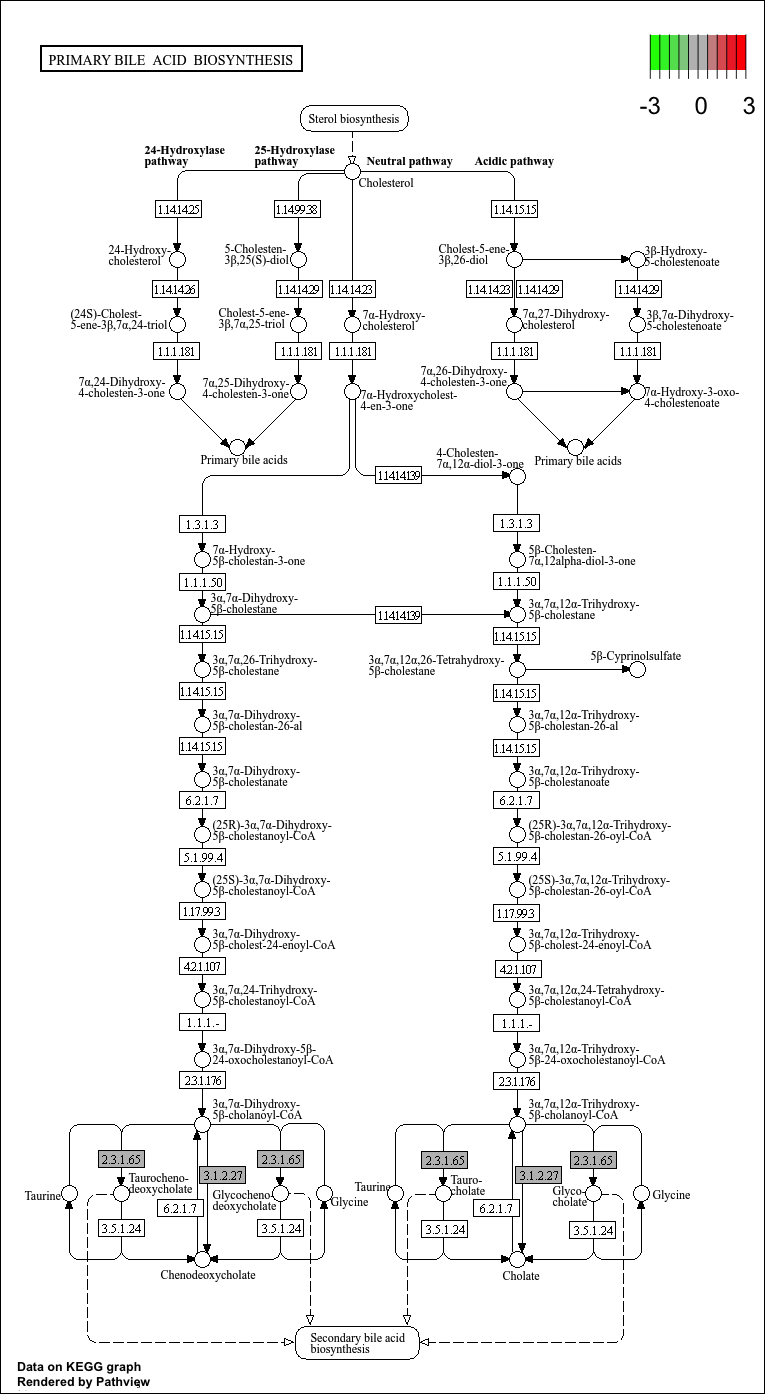 PRIMARY BILE ACID BIOSYNTHESIS
-3 0 3
Sterol biosynthesis
24-Hydroxylase
pathway
25-Hydroxylase
pathway
Neutral pathway
Acidic pathway
Cholesterol
1.14.14.25
1.14.99.38
1.14.15.15
24-Hydroxy-
cholesterol
5-Cholesten-
3β,25(S)-diol
Cholest-5-ene-
3β,26-diol
3β-Hydroxy-
5-cholestenoate
1.14.14.26
1.14.14.29
1.14.14.23
1.14.14.23
1.14.14.29
1.14.14.29
(24S)-Cholest-
5-ene-3β,7α,24-triol
Cholest-5-ene-
3β,7α,25-triol
7α-Hydroxy-
cholesterol
7α,27-Dihydroxy-
cholesterol
3β,7α-Dihydroxy-
5-cholestenoate
1.1.1.181
1.1.1.181
1.1.1.181
1.1.1.181
1.1.1.181
7α,24-Dihydroxy-
4-cholesten-3-one
7α,25-Dihydroxy-
4-cholesten-3-one
7α-Hydroxycholest-
4-en-3-one
7α,26-Dihydroxy-
4-cholesten-3-one
7α-Hydroxy-3-oxo-
4-cholestenoate
Primary bile acids
Primary bile acids
4-Cholesten-
7α,12α-diol-3-one
1.14.14.139
1.3.1.3
1.3.1.3
7α-Hydroxy-
5β-cholestan-3-one
5β-Cholesten-
7α,12alpha-diol-3-one
1.1.1.50
1.1.1.50
3α,7α-Dihydroxy-
5β-cholestane
1.14.14.139
3α,7α,12α-Trihydroxy-
5β-cholestane
1.14.15.15
1.14.15.15
3α,7α,26-Trihydroxy-
5β-cholestane
3α,7α,12α,26-Tetrahydroxy-
5β-cholestane
5β-Cyprinolsulfate
1.14.15.15
1.14.15.15
3α,7α-Dihydroxy-
5β-cholestan-26-al
3α,7α,12α-Trihydroxy-
5β-cholestan-26-al
1.14.15.15
1.14.15.15
3α,7α-Dihydroxy-
5β-cholestanate
3α,7α,12α-Trihydroxy-
5β-cholestanoate
6.2.1.7
6.2.1.7
(25R)-3α,7α-Dihydroxy-
5β-cholestanoyl-CoA
(25R)-3α,7α,12α-Trihydroxy-
5β-cholestan-26-oyl-CoA
5.1.99.4
5.1.99.4
(25S)-3α,7α-Dihydroxy-
5β-cholestanoyl-CoA
(25S)-3α,7α,12α-Trihydroxy-
5β-cholestan-26-oyl-CoA
1.17.99.3
1.17.99.3
3α,7α-Dihydroxy-
5β-cholest-24-enoyl-CoA
3α,7α,12α-Trihydroxy-
5β-cholest-24-enoyl-CoA
4.2.1.107
4.2.1.107
3α,7α,24-Trihydroxy-
5β-cholestanoyl-CoA
3α,7α,12α,24-Tetrahydroxy-
5β-cholestanoyl-CoA
1.1.1.-
1.1.1.-
3α,7α-Dihydroxy-5β-
24-oxocholestanoyl-CoA
3α,7α,12α-Trihydroxy-
5β-24-oxocholestanoyl-CoA
2.3.1.176
2.3.1.176
3α,7α-Dihydroxy-
5β-cholanoyl-CoA
3α,7α,12α-Trihydroxy-
5β-cholanoyl-CoA
2.3.1.65
3.1.2.27
2.3.1.65
2.3.1.65
3.1.2.27
2.3.1.65
Taurine
Taurocheno-
deoxycholate
Glycocheno-
deoxycholate
Glycine
Taurine
Tauro-
cholate
Glyco-
cholate
Glycine
3.5.1.24
6.2.1.7
3.5.1.24
3.5.1.24
6.2.1.7
3.5.1.24
Chenodeoxycholate
Cholate
Secondary bile acid
biosynthesis
Data on KEGG graph
Rendered by Pathview